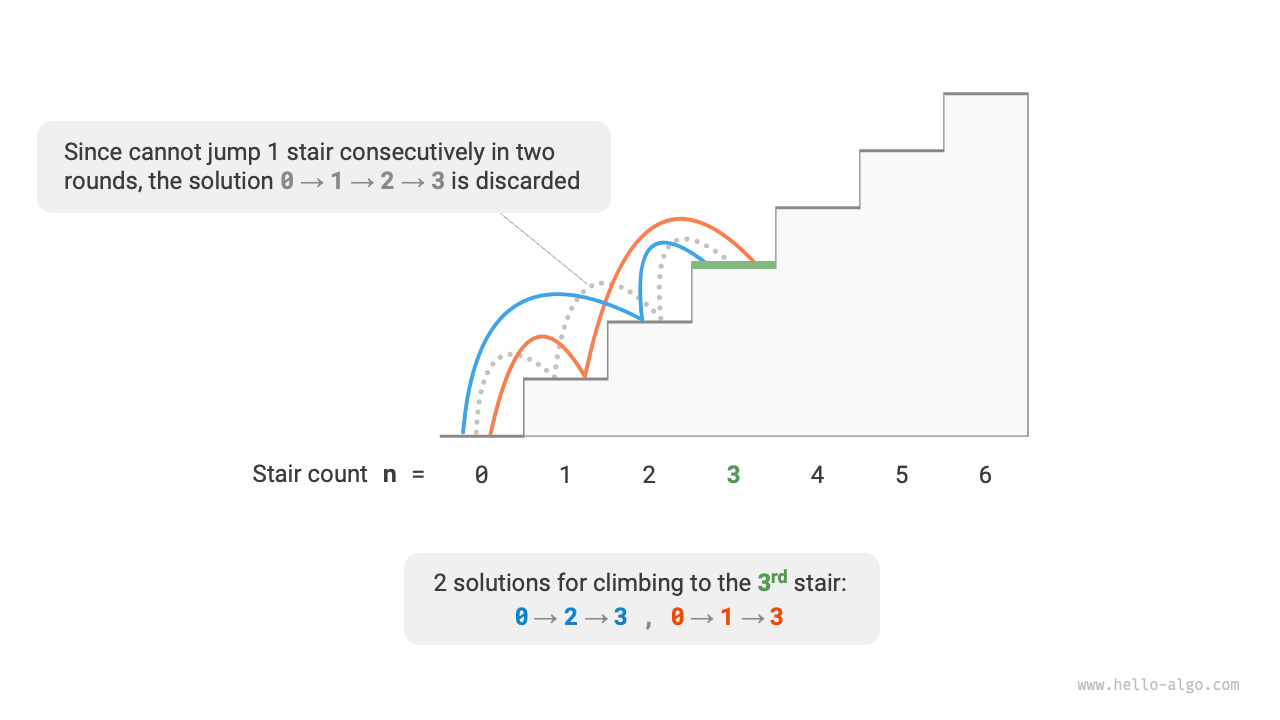 Since cannot jump 1 stair consecutively in two
rounds, the solution 0 → 1 → 2 → 3 is discarded
Stair count n = 0 1 2 3 4 5 6
2 solutions for climbing to the 3rd stair:
0 → 2 → 3 , 0 → 1 → 3
www.hello-algo.com